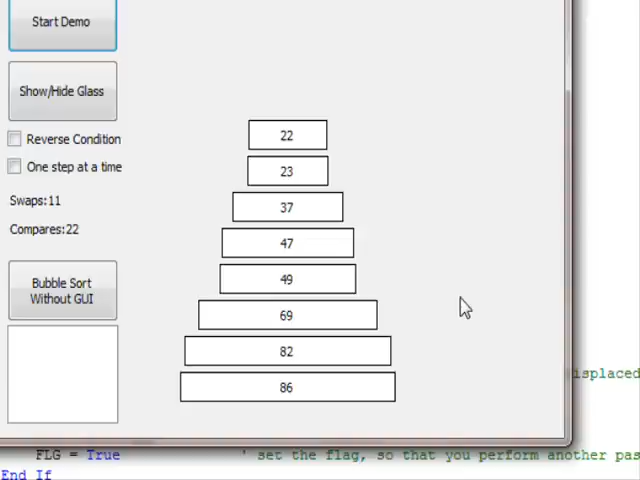 Start Demo
Show/Hide Glass
Reverse Condition
One step at a time
Swaps:11
Compares:22
Bubble Sort
Without GUI
22
23
37
47
49
69
82
86
isplaced
FLG = True ' set the flag, so that you perform another pas
End If